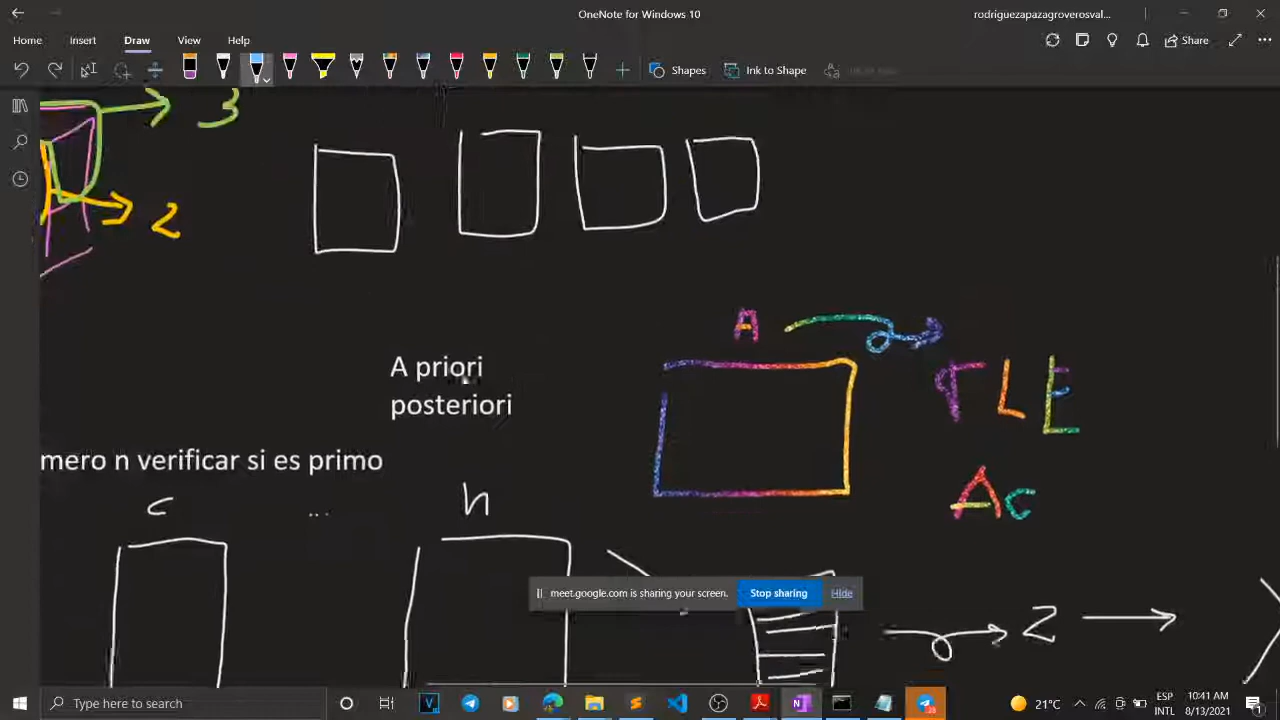 OneNote for Windows 10
rodriguezapazagroverosval...
Home Insert Draw View Help
Share
Shapes
Ink to Shape
3
2
A
A priori
posteriori
TLE
mero n verificar si es primo
Ac
c
...
n
meet.google.com is sharing your screen.
Stop sharing
Hide
2
Type here to search
21°C
ESP
INTL
10:41 AM
8/13/2021